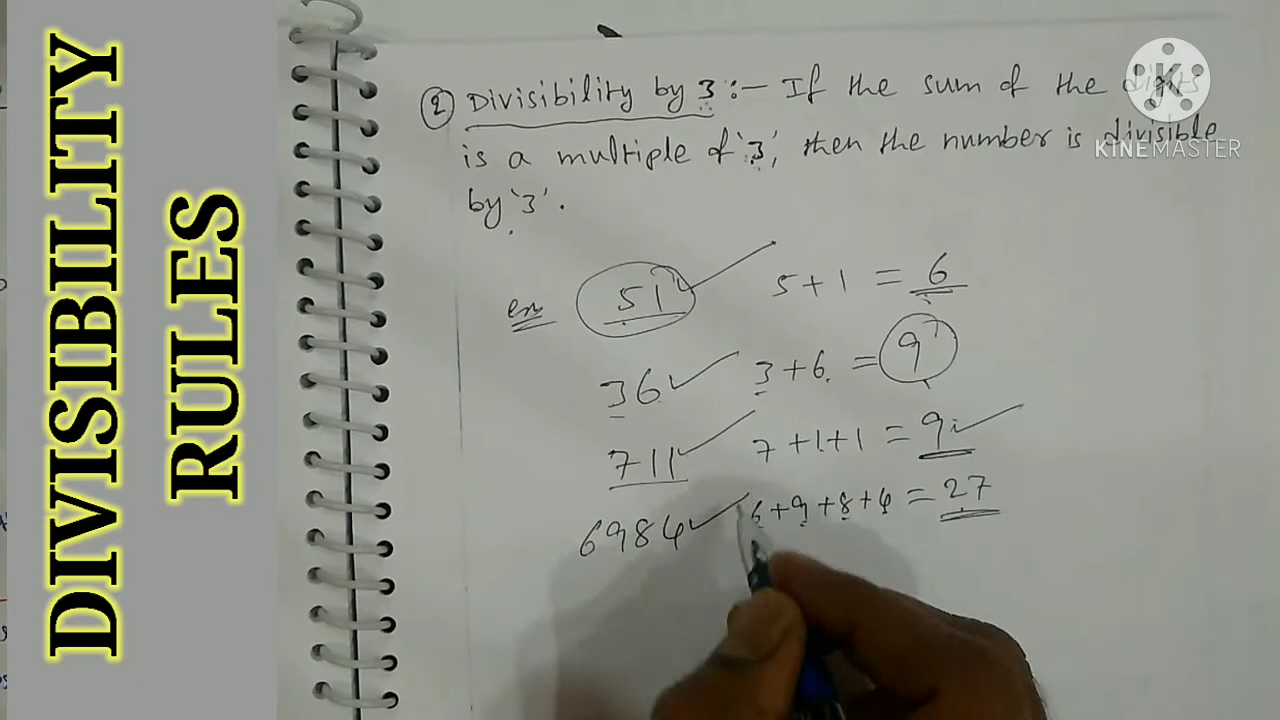 DIVISIBILITY
RULES
② Divisibility by 3 :- If the sum of the digits
is a multiple of '3', then the number is divisible
by '3'.
KINEMASTER
ex 51 5+1 = 6
36 3+6 = 9
711 7+1+1 = 9
6984 6+9+8+4 = 27